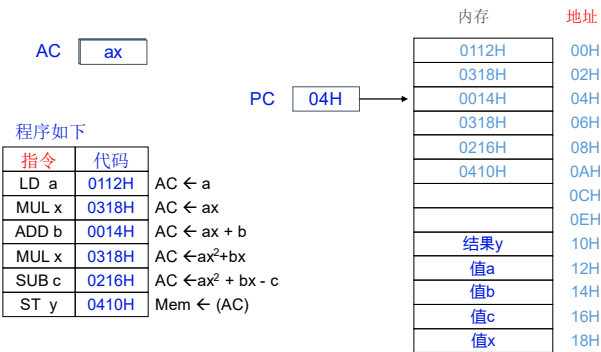 内存 地址
AC ax
0112H 00H
0318H 02H
PC 04H 0014H 04H
0318H 06H
0216H 08H
0410H 0AH
0CH
0EH
结果y 10H
值a 12H
值b 14H
值c 16H
值x 18H
程序如下
指令 代码
LD a 0112H AC ← a
MUL x 0318H AC ← ax
ADD b 0014H AC ← ax + b
MUL x 0318H AC ←ax²+bx
SUB c 0216H AC ←ax² + bx - c
ST y 0410H Mem ← (AC)